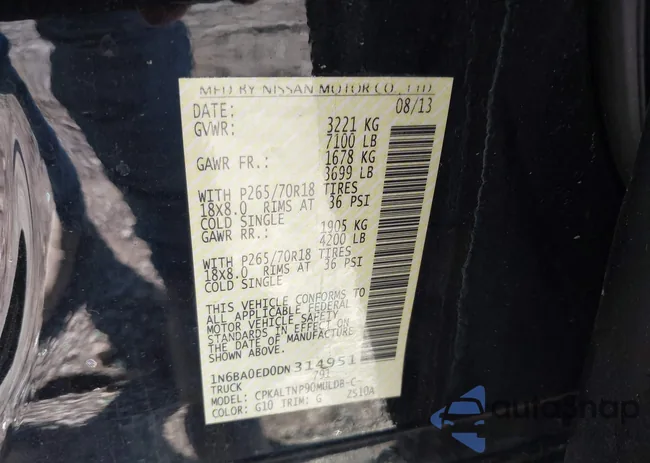 MFD BY NISSAN MOTOR CO., LTD
DATE: 08/13
GVWR: 3221 KG
7100 LB
GAWR FR.: 1678 KG
3699 LB
WITH P265/70R18 TIRES
18X8.0 RIMS AT 36 PSI
COLD SINGLE
GAWR RR.: 1905 KG
4200 LB
WITH P265/70R18 TIRES
18X8.0 RIMS AT 36 PSI
COLD SINGLE
THIS VEHICLE CONFORMS TO
ALL APPLICABLE FEDERAL
MOTOR VEHICLE SAFETY
STANDARDS IN EFFECT ON
THE DATE OF MANUFACTURE
SHOWN ABOVE.
1N6BA0ED0DN314951
TRUCK 791
MODEL: CPKALTNP90MULDB-C-
COLOR: G10 TRIM: G 2S10A
autosnap